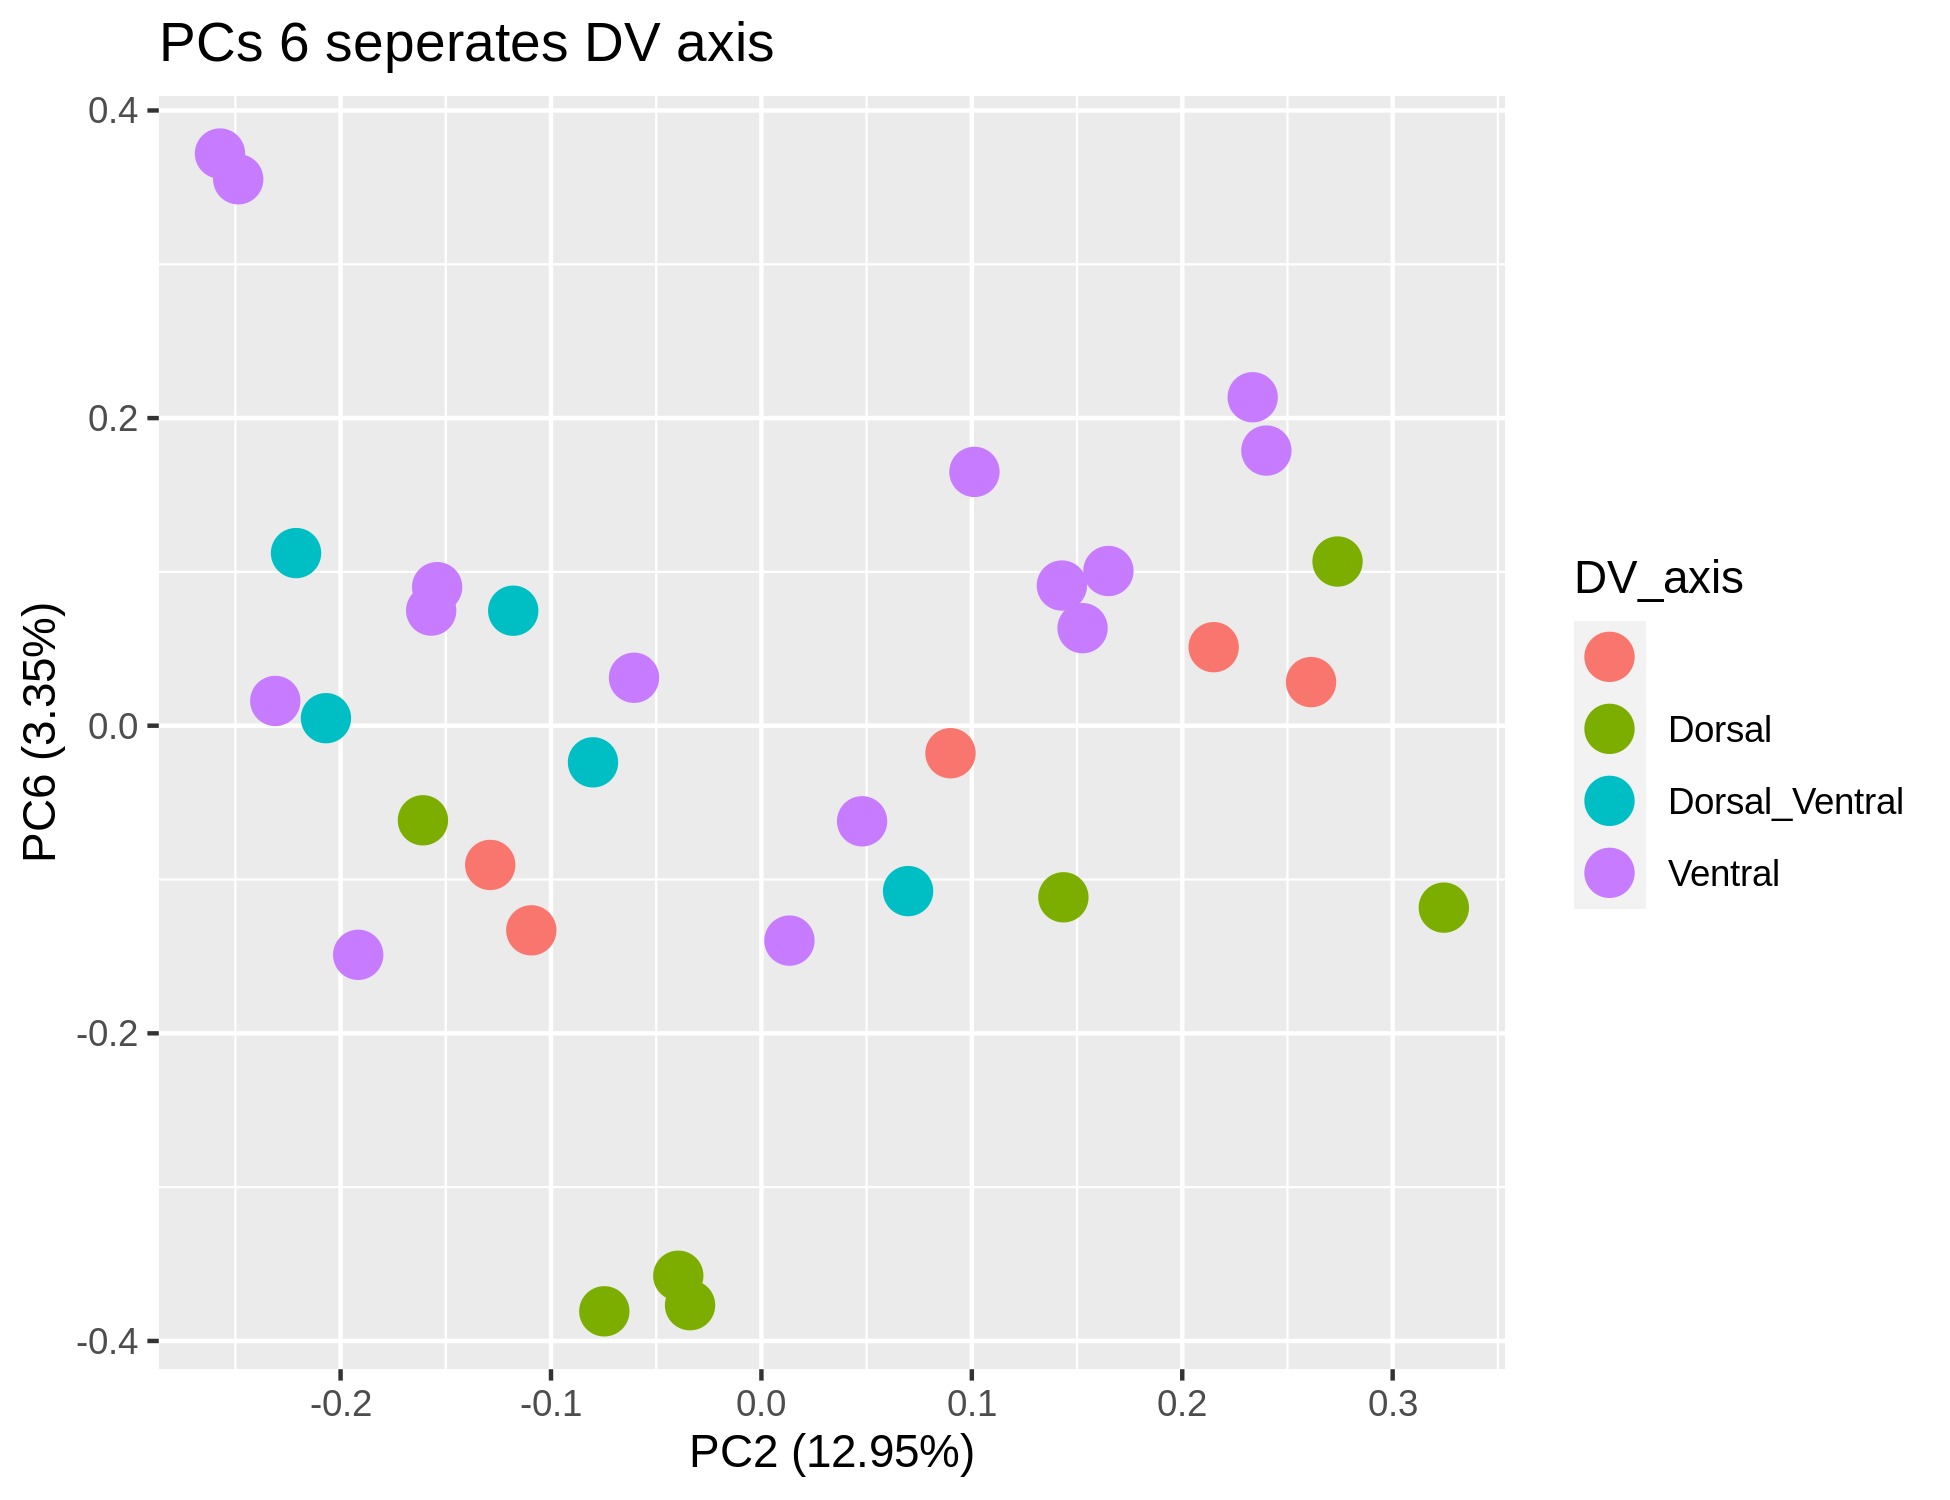 PCs 6 seperates DV axis
0.4
0.2
0.0
-0.2
-0.4
PC6 (3.35%)
-0.2
-0.1
0.0
0.1
0.2
0.3
PC2 (12.95%)
DV_axis
Dorsal
Dorsal_Ventral
Ventral